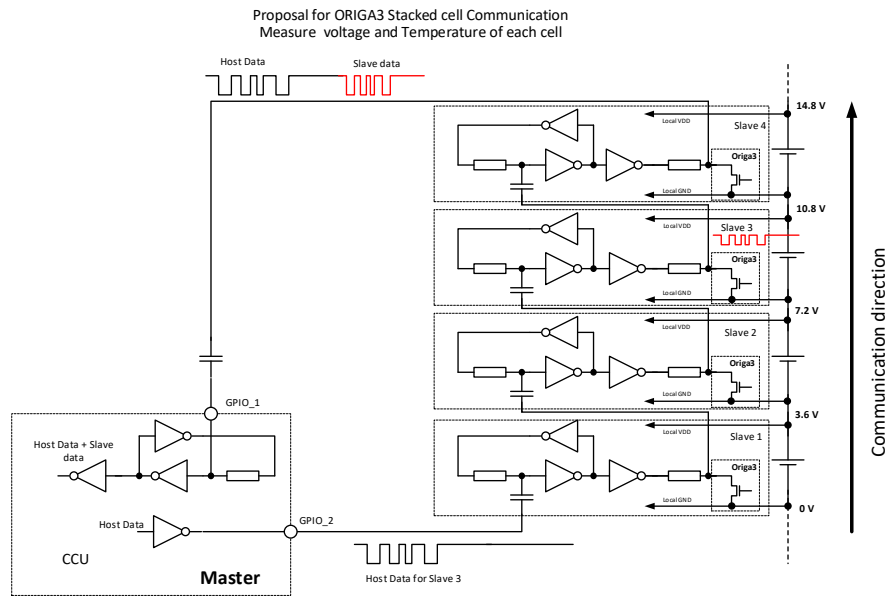 Proposal for ORIGA3 Stacked cell Communication
Measure voltage and Temperature of each cell
Host Data
Slave data
14.8 V
Local VDD
Slave 4
Origa3
Local GND
10.8 V
Local VDD
Slave 3
Origa3
Local GND
7.2 V
Local VDD
Slave 2
Origa3
Local GND
3.6 V
Local VDD
Slave 1
Origa3
Local GND
0 V
Communication direction
GPIO_1
Host Data + Slave
data
Host Data
GPIO_2
CCU
Master
Host Data for Slave 3